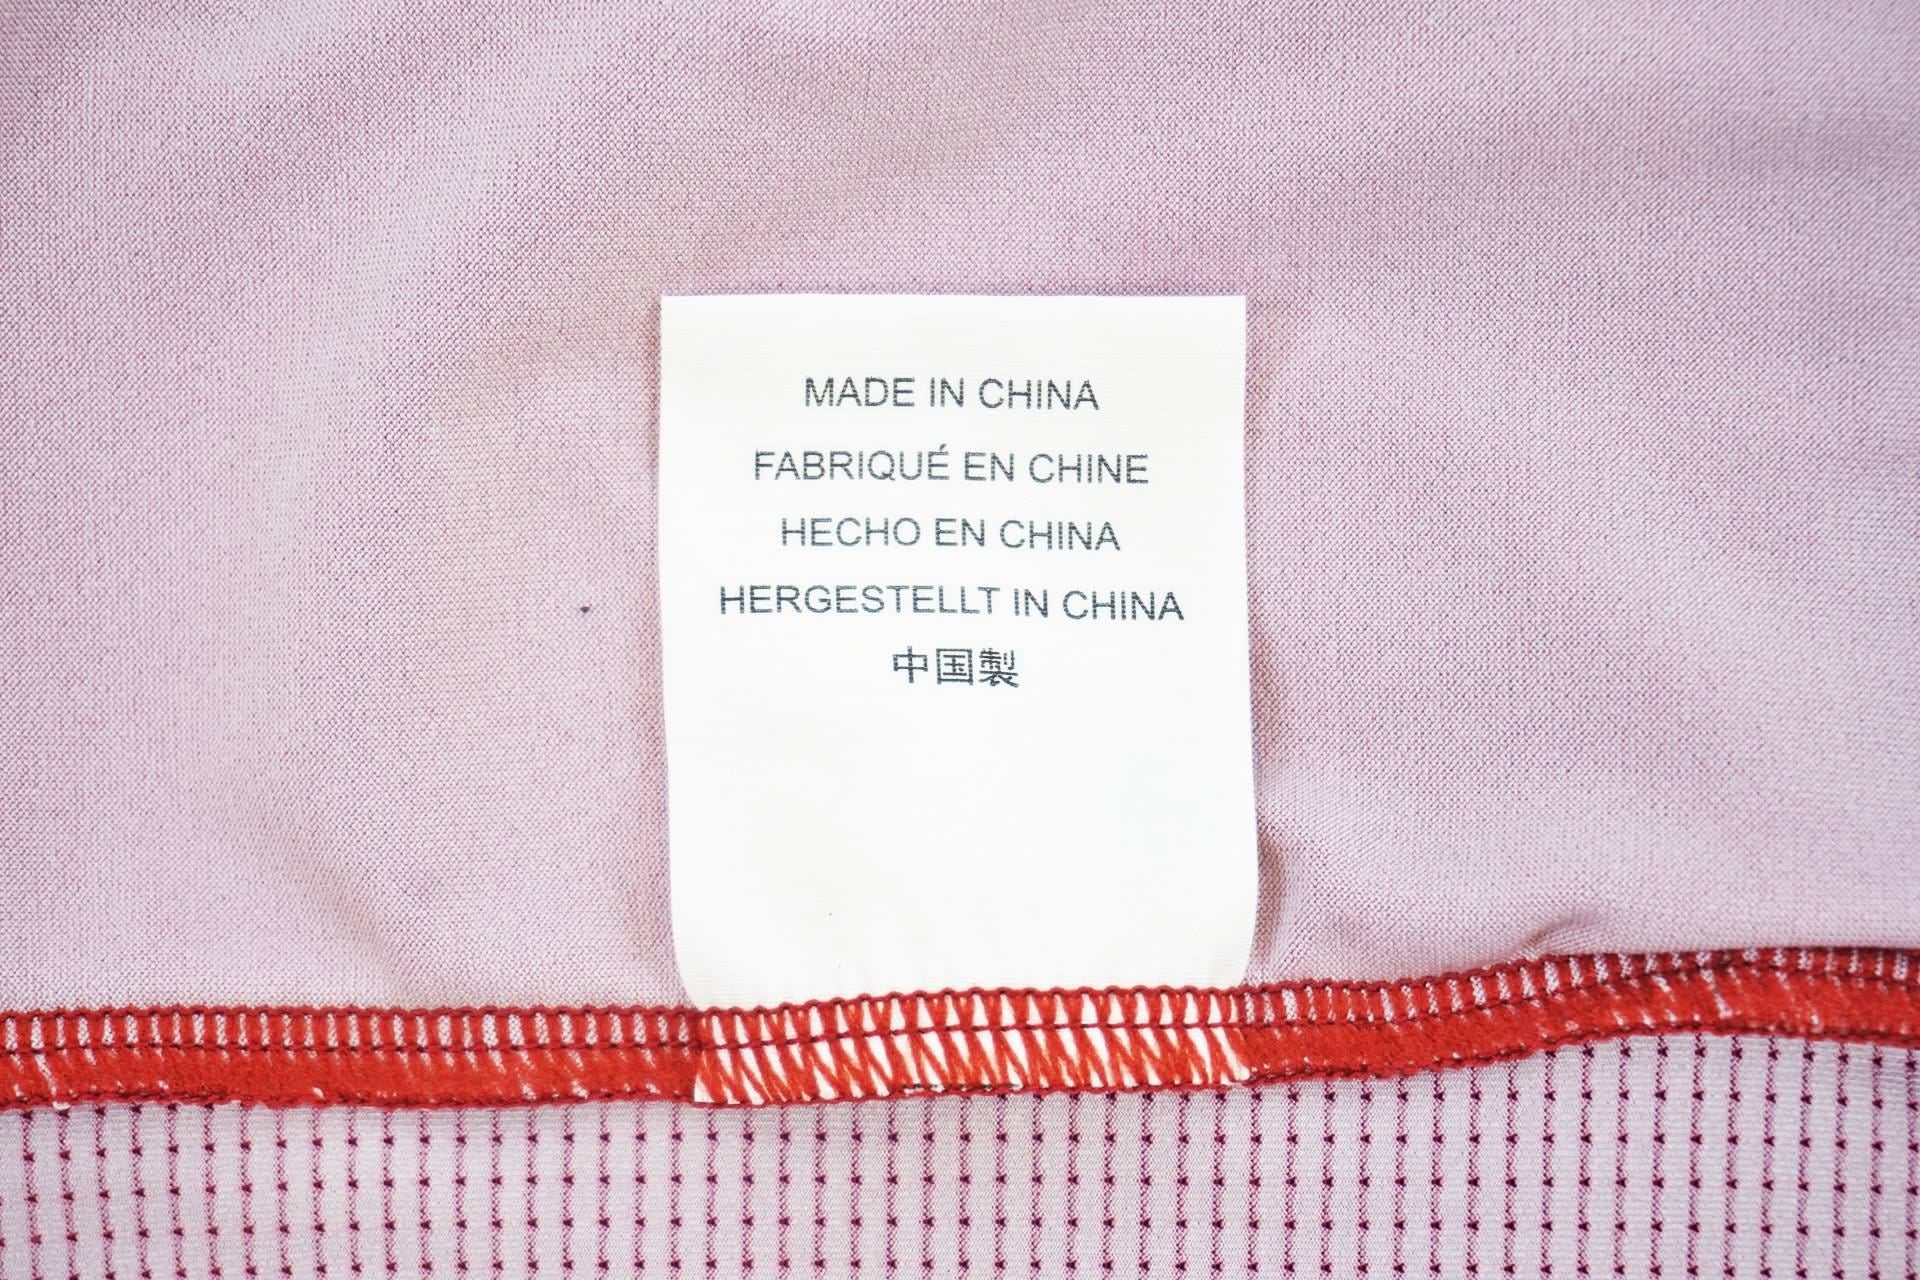 MADE IN CHINA
FABRIQUÉ EN CHINE
HECHO EN CHINA
HERGESTELLT IN CHINA
中国製